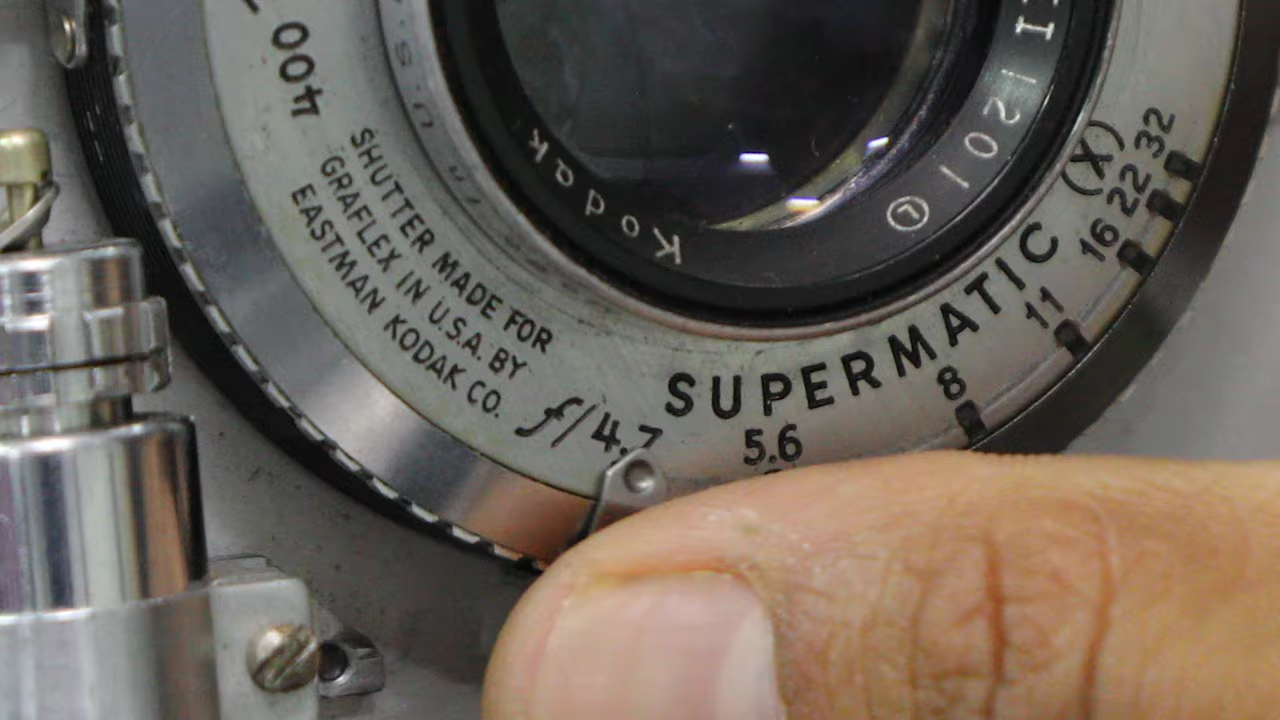 400
SHUTTER MADE FOR
GRAFLEX IN U.S.A. BY
EASTMAN KODAK CO.
f/4.7
5.6
8
11
16
22
32
SUPERMATIC (X)
Kodak
1201 L
U.S.